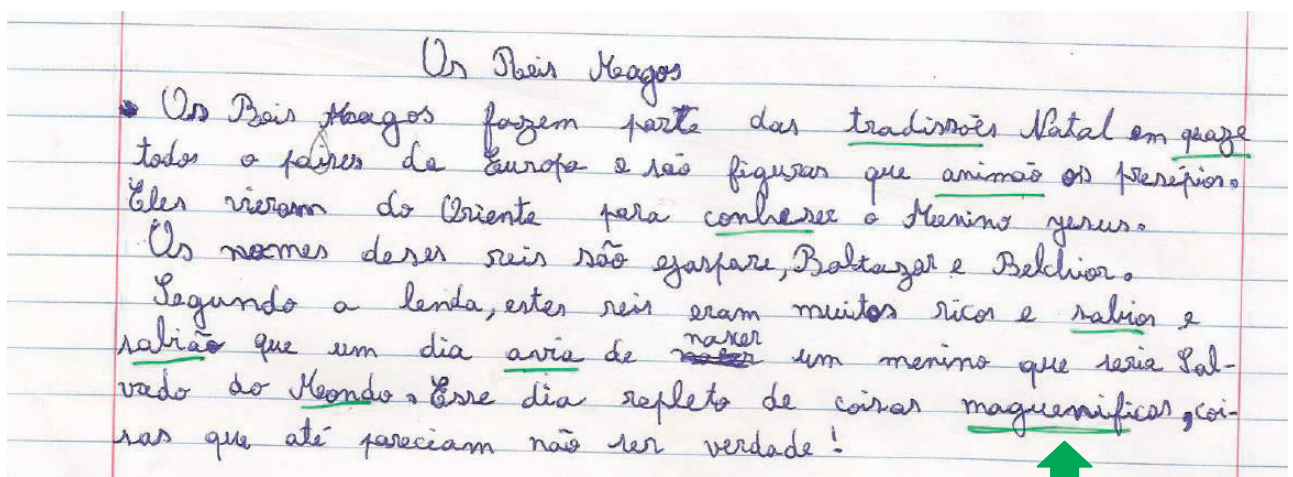 Os Reis Magos
Os Reis Magos fazem parte das tradissões Natal em quaze
todos o paires da Europa e são figuras que animão os presépios.
Eles vieram do Oriente para conheser o Menino Jesus.
Os nomes deses reis são gaspare, Baltazar e Belchior.
Segundo a lenda, estes reis eram muitos ricos e sabios e
sabião que um dia avia de naser um menino que seria Sal-
vado do Mondo. Esse dia repleto de coisas maguenificas, coi-
sas que até pareciam não ser verdade!